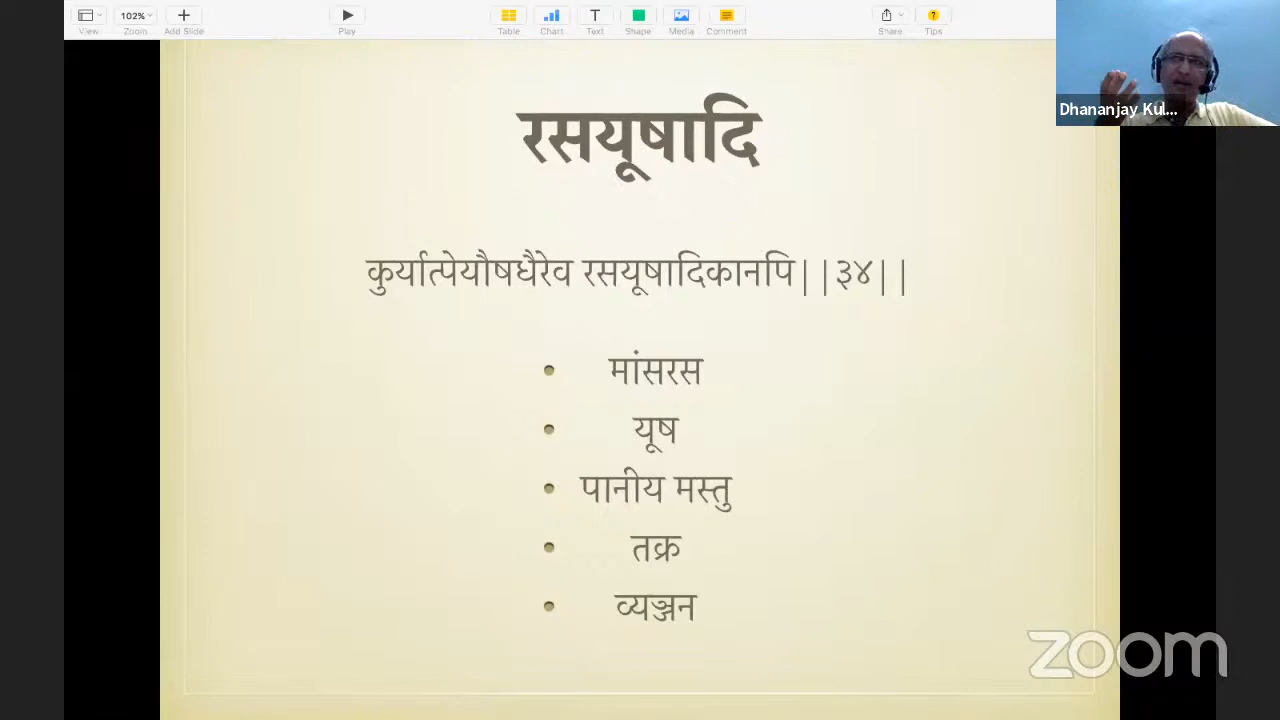 102%
View
Zoom
Add Slide
Play
Table
Chart
Text
Shape
Media
Comment
Share
Tips
Dhananjay Kul...
रसयूषादि
कुर्यात्पेयौषधैरेव रसयूषादिकानपि||३४||
• मांसरस
• यूष
• पानीय मस्तु
• तक्र
• व्यञ्जन
zoom